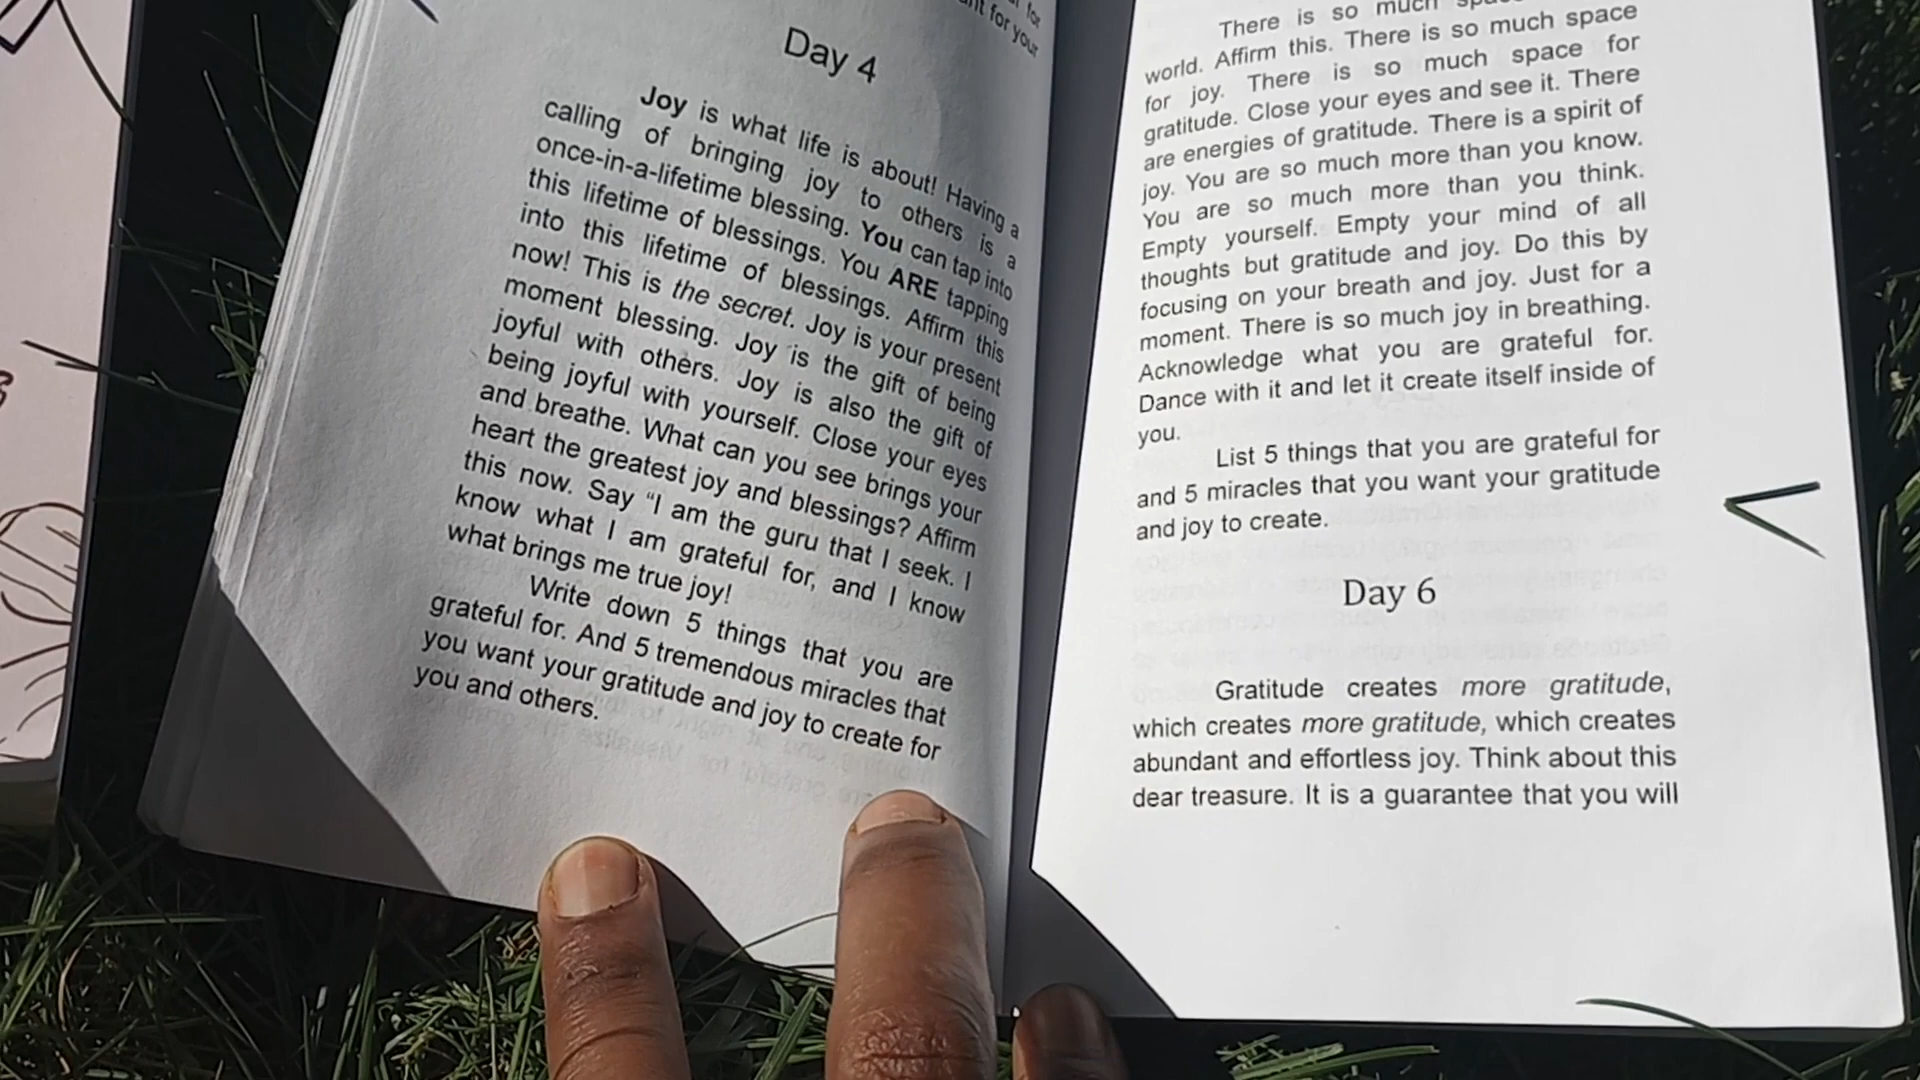 for
nt for your
Day 4
Joy is what life is about! Having a
calling of bringing joy to others is a
once-in-a-lifetime blessing. You can tap into
this lifetime of blessings. You ARE tapping
into this lifetime of blessings. Affirm this
now! This is the secret. Joy is your present
moment blessing. Joy is the gift of being
joyful with others. Joy is also the gift of
being joyful with yourself. Close your eyes
and breathe. What can you see brings your
heart the greatest joy and blessings? Affirm
this now. Say “I am the guru that I seek. I
know what I am grateful for, and I know
what brings me true joy!
Write down 5 things that you are
grateful for. And 5 tremendous miracles that
you want your gratitude and joy to create for
you and others.
There is so much
world. Affirm this. There is so much space
for joy. There is so much space for
gratitude. Close your eyes and see it. There
are energies of gratitude. There is a spirit of
joy. You are so much more than you know.
You are so much more than you think.
Empty yourself. Empty your mind of all
thoughts but gratitude and joy. Do this by
focusing on your breath and joy. Just for a
moment. There is so much joy in breathing.
Acknowledge what you are grateful for.
Dance with it and let it create itself inside of
you.
List 5 things that you are grateful for
and 5 miracles that you want your gratitude
and joy to create.
Day 6
Gratitude creates more gratitude,
which creates more gratitude, which creates
abundant and effortless joy. Think about this
dear treasure. It is a guarantee that you will